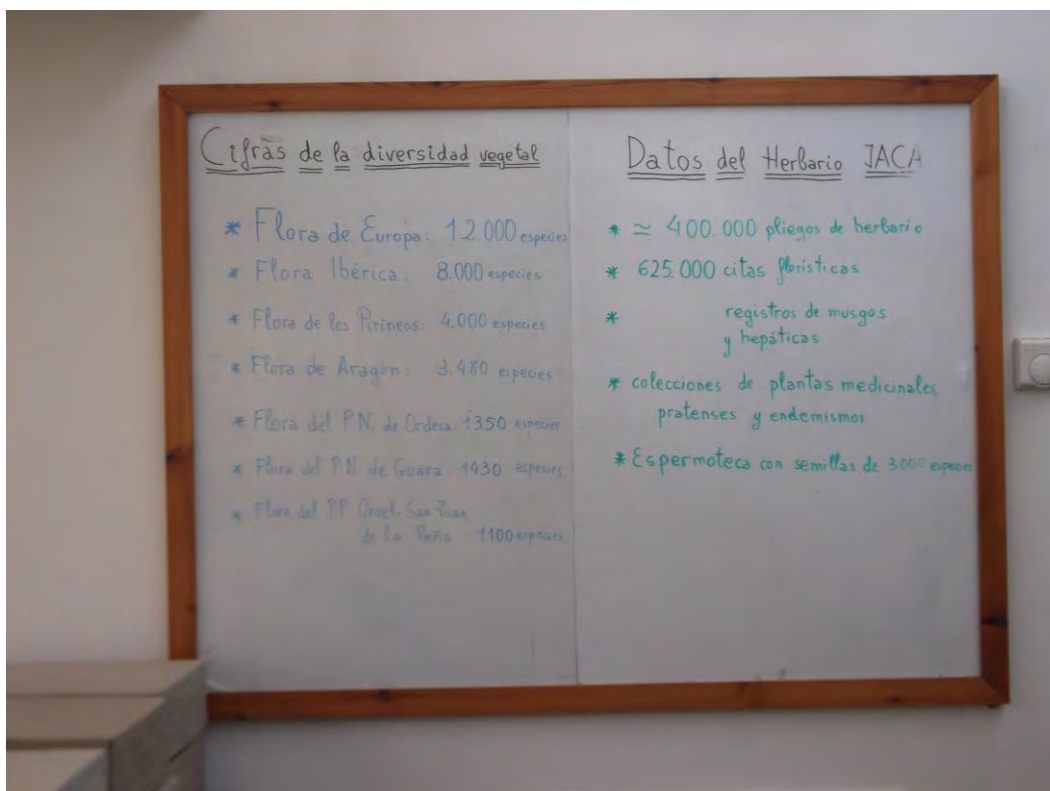 Cifras de la diversidad vegetal
* Flora de Europa: 12.000 especies
* Flora Ibérica: 8.000 especies
* Flora de los Pirineos: 4.000 especies
* Flora de Aragón: 3.480 especies
* Flora del P.N. de Ordesa: 1350 especies
* Flora del P.N. de Guara: 1430 especies
* Flora del P.P. Oroel-San Juan
de la Peña: 1100 especies
Datos del Herbario JACA
* ≃ 400.000 pliegos de herbario
* 625.000 citas florísticas
* registros de musgos
y hepáticas
* colecciones de plantas medicinales,
pratenses y endemismos
* Espermoteca con semillas de 3.000 especies